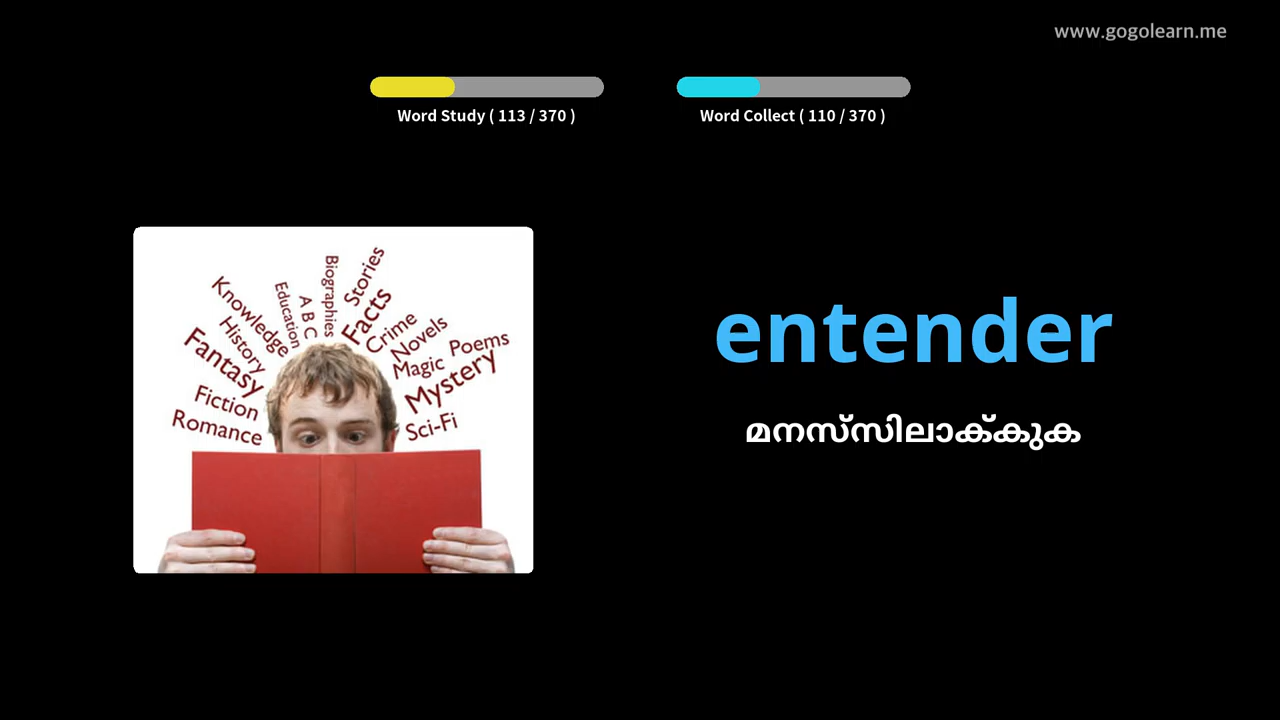 www.gogolearn.me
Word Study ( 113 / 370 )
Word Collect ( 110 / 370 )
Biographies
Stories
Education
A B C
Facts
Knowledge
Crime
History
Novels
Fantasy
Magic
Poems
Mystery
Fiction
Romance
Sci-Fi
entender
മനസ്സിലാക്കുക